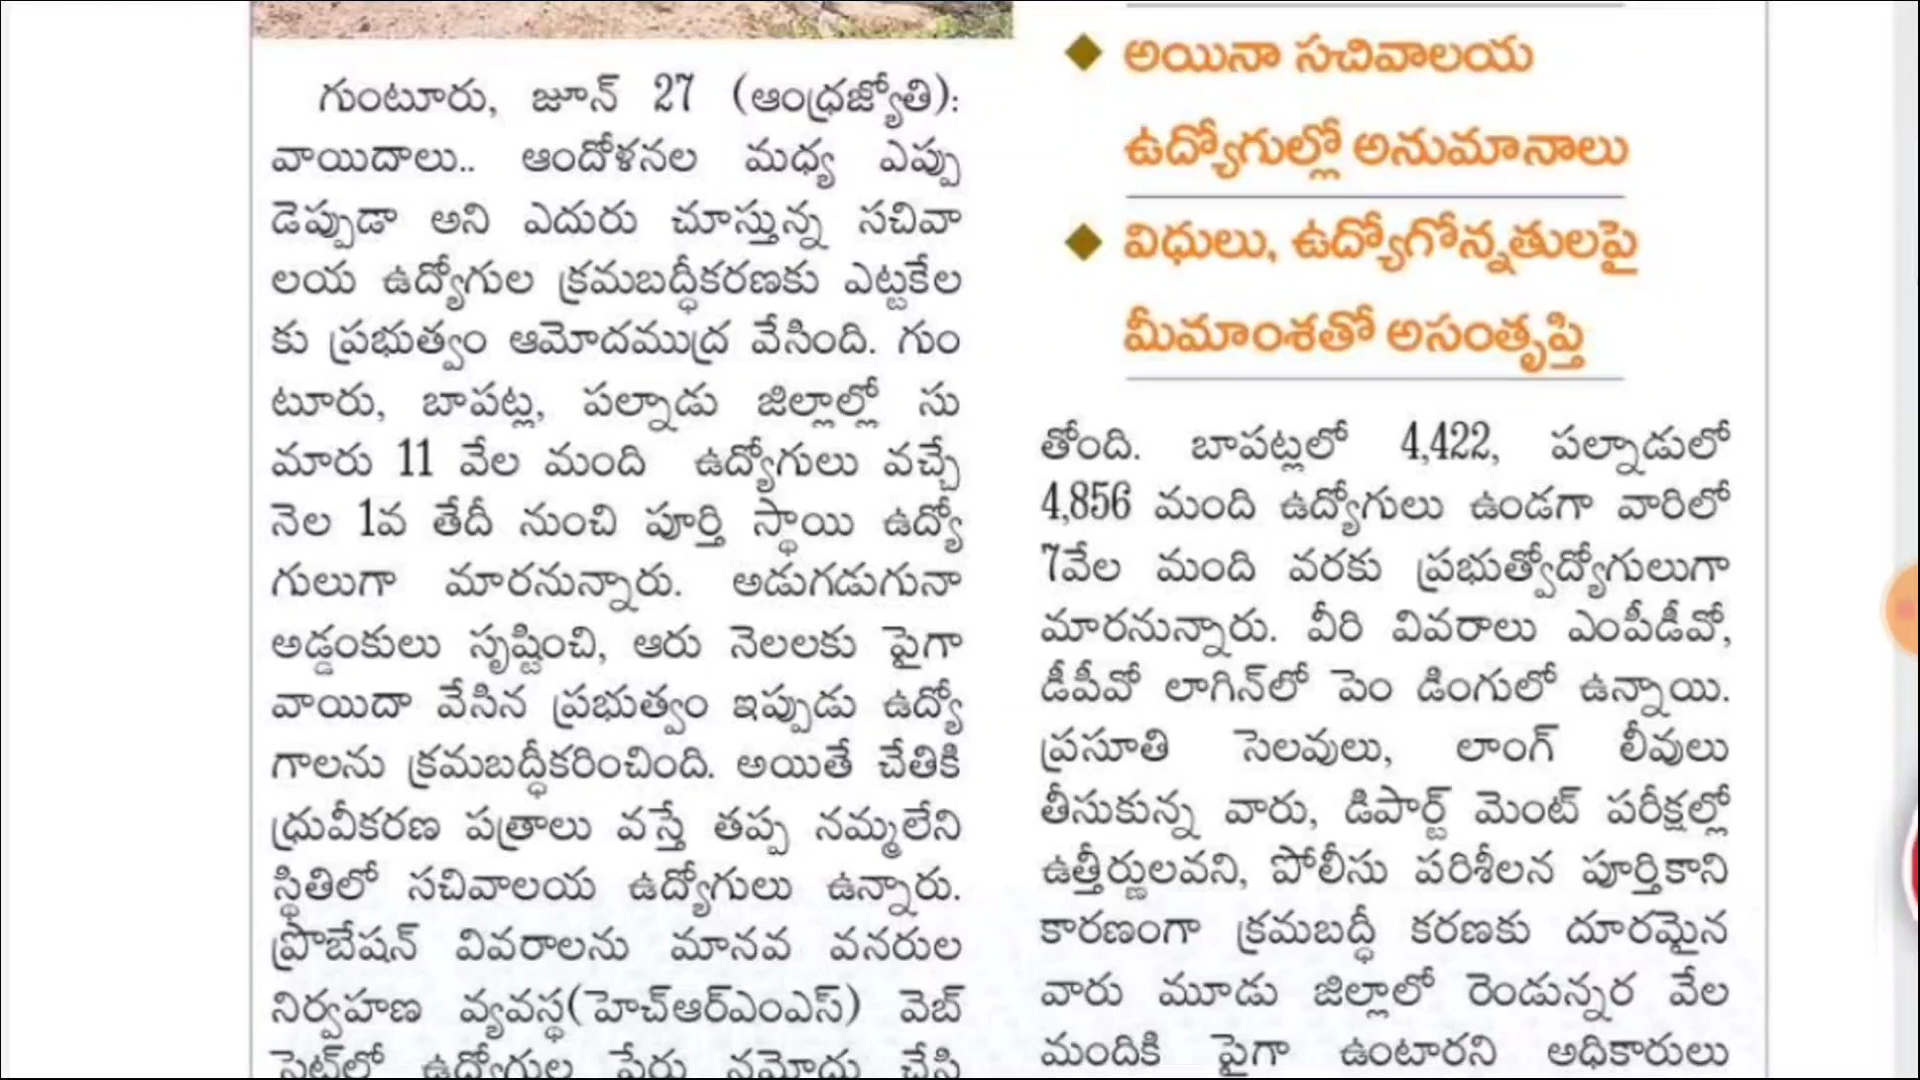 గుంటూరు, జూన్ 27 (ఆంధ్రజ్యోతి):
వాయిదాలు.. ఆందోళనల మధ్య ఎప్పు
డెప్పుడా అని ఎదురు చూస్తున్న సచివా
లయ ఉద్యోగుల క్రమబద్ధీకరణకు ఎట్టకేల
కు ప్రభుత్వం ఆమోదముద్ర వేసింది. గుం
టూరు, బాపట్ల, పల్నాడు జిల్లాల్లో సు
మారు 11 వేల మంది ఉద్యోగులు వచ్చే
నెల 1వ తేదీ నుంచి పూర్తి స్థాయి ఉద్యో
గులుగా మారనున్నారు. అడుగడుగునా
అడ్డంకులు సృష్టించి, ఆరు నెలలకు పైగా
వాయిదా వేసిన ప్రభుత్వం ఇప్పుడు ఉద్యో
గాలను క్రమబద్ధీకరించింది. అయితే చేతికి
ధ్రువీకరణ పత్రాలు వస్తే తప్ప నమ్మలేని
స్థితిలో సచివాలయ ఉద్యోగులు ఉన్నారు.
ప్రొబేషన్ వివరాలను మానవ వనరుల
నిర్వహణ వ్యవస్థ(హెచ్ఆర్ఎంఎస్) వెబ్
సైట్‌లో ఉద్యోగుల పేరు నమోదు చేసి
అయినా సచివాలయ
ఉద్యోగుల్లో అనుమానాలు
విధులు, ఉద్యోగోన్నతులపై
మీమాంశతో అసంతృప్తి
తోంది. బాపట్లలో 4,422, పల్నాడులో
4,856 మంది ఉద్యోగులు ఉండగా వారిలో
7వేల మంది వరకు ప్రభుత్వోద్యోగులుగా
మారనున్నారు. వీరి వివరాలు ఎంపీడీవో,
డీపీవో లాగిన్‌లో పెం డింగులో ఉన్నాయి.
ప్రసూతి సెలవులు, లాంగ్ లీవులు
తీసుకున్న వారు, డిపార్ట్ మెంట్ పరీక్షల్లో
ఉత్తీర్ణులవని, పోలీసు పరిశీలన పూర్తికాని
కారణంగా క్రమబద్ధీ కరణకు దూరమైన
వారు మూడు జిల్లాలో రెండున్నర వేల
మందికి పైగా ఉంటారని అధికారులు